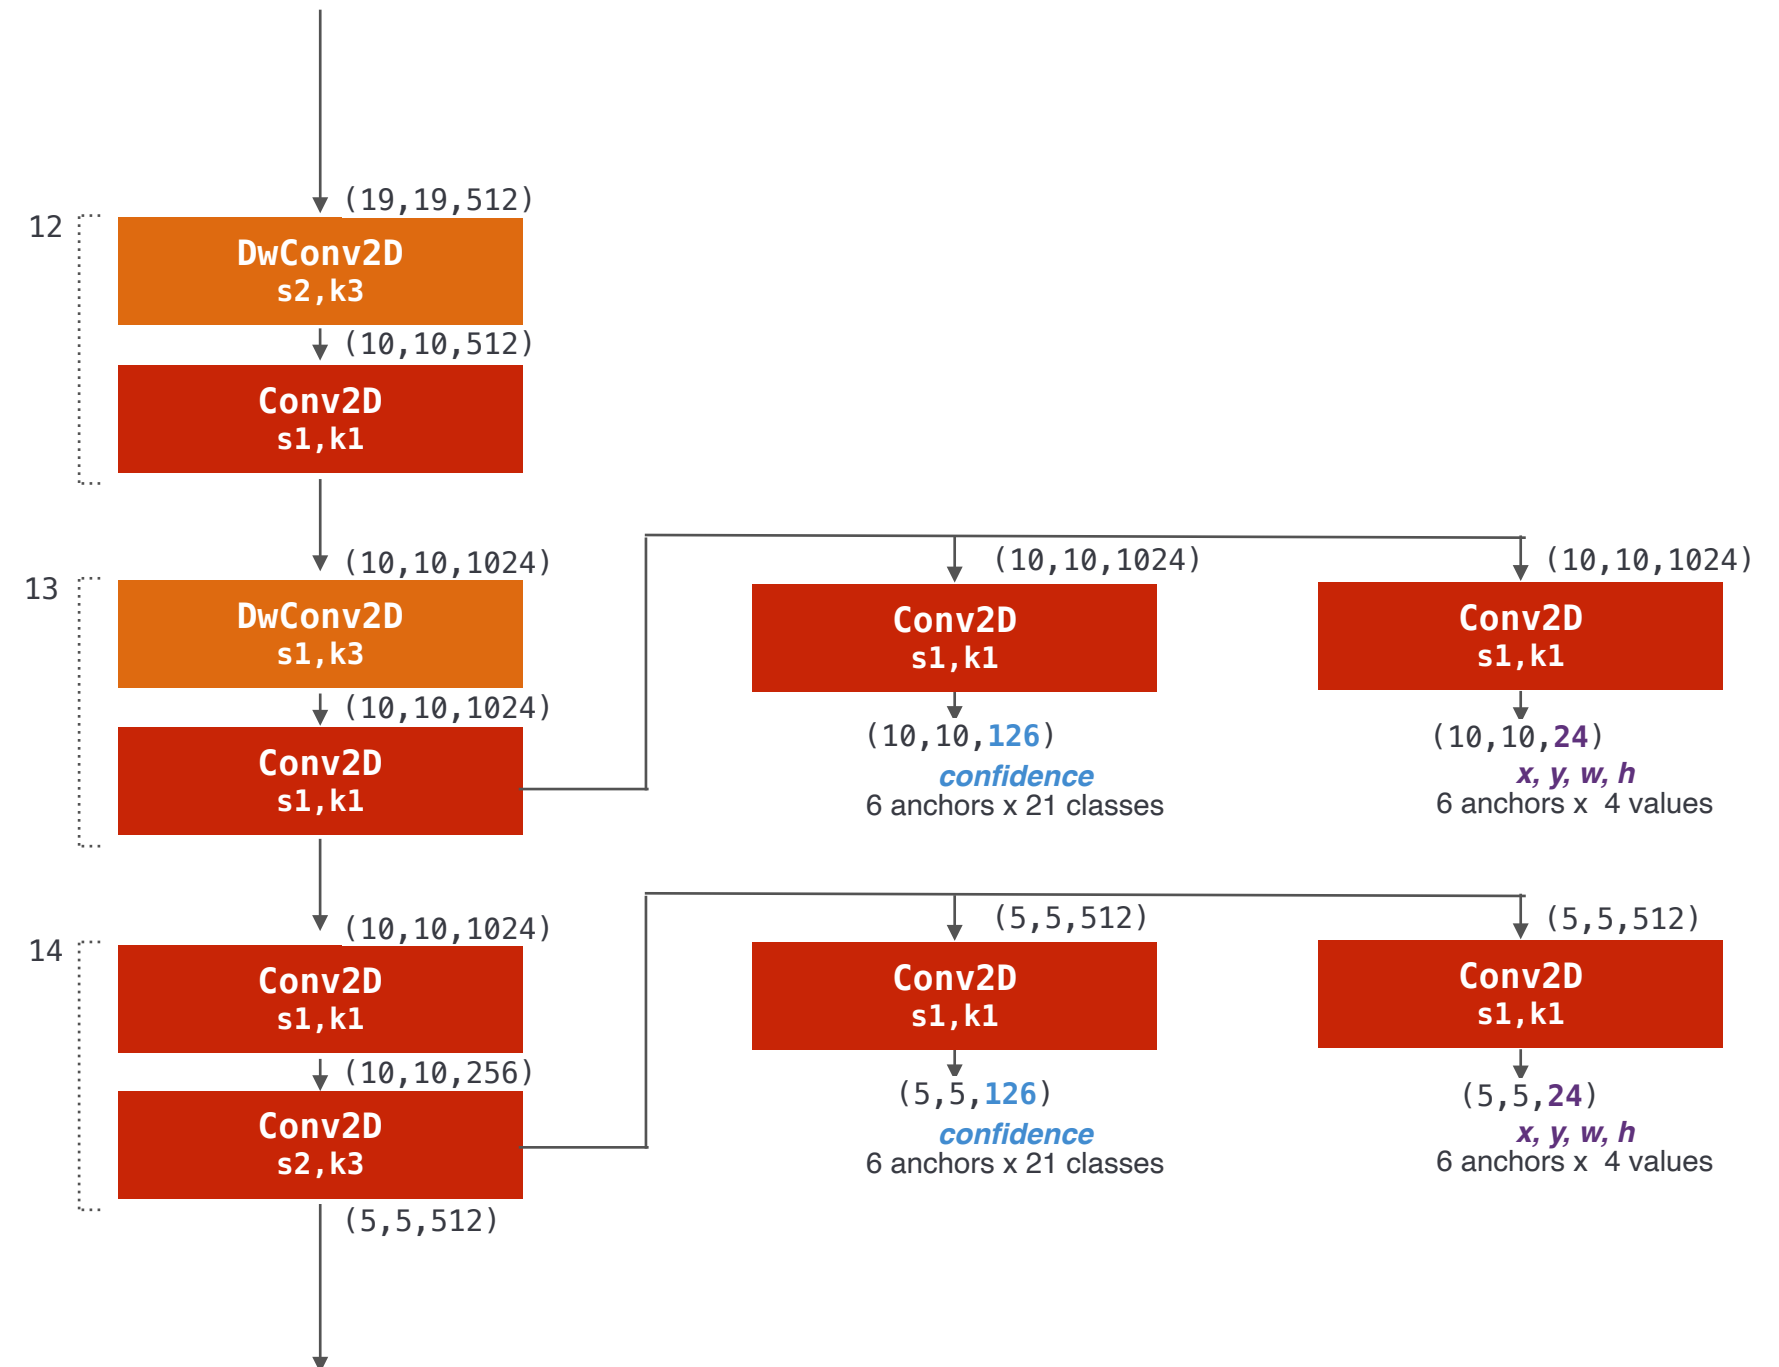 (19,19,512)
12
DwConv2D
s2,k3
(10,10,512)
Conv2D
s1,k1
(10,10,1024)
13
DwConv2D
s1,k3
(10,10,1024)
Conv2D
s1,k1
(10,10,1024)
Conv2D
s1,k1
(10,10,126)
confidence
6 anchors x 21 classes
(10,10,1024)
Conv2D
s1,k1
(10,10,24)
x, y, w, h
6 anchors x 4 values
(10,10,1024)
14
Conv2D
s1,k1
(10,10,256)
Conv2D
s2,k3
(5,5,512)
(5,5,512)
Conv2D
s1,k1
(5,5,126)
confidence
6 anchors x 21 classes
(5,5,512)
Conv2D
s1,k1
(5,5,24)
x, y, w, h
6 anchors x 4 values